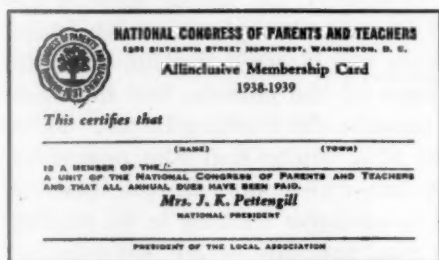 NATIONAL CONGRESS OF PARENTS AND TEACHERS
1201 SIXTEENTH STREET NORTHWEST, WASHINGTON, D. C.
Allinclusive Membership Card
1938-1939
This certifies that
(NAME) (TOWN)
IS A MEMBER OF THE
A UNIT OF THE NATIONAL CONGRESS OF PARENTS AND TEACHERS
AND THAT ALL ANNUAL DUES HAVE BEEN PAID.
Mrs. J. K. Pettengill
NATIONAL PRESIDENT
PRESIDENT OF THE LOCAL ASSOCIATION